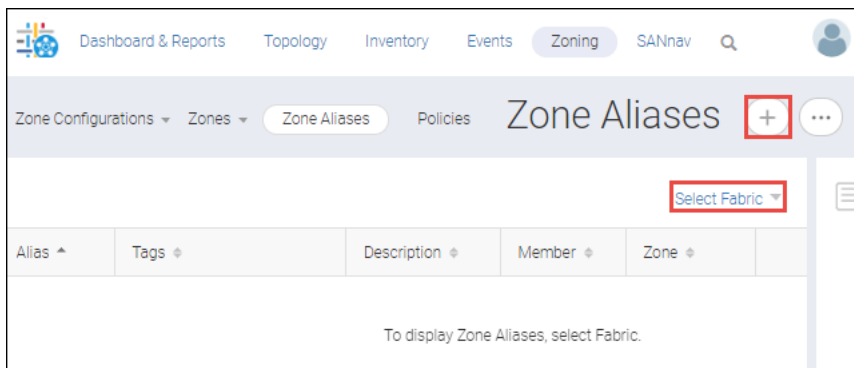 Dashboard & Reports Topology Inventory Events Zoning SANnav
Zone Configurations Zones Zone Aliases Policies Zone Aliases + ...
Select Fabric
Alias Tags Description Member Zone
To display Zone Aliases, select Fabric.